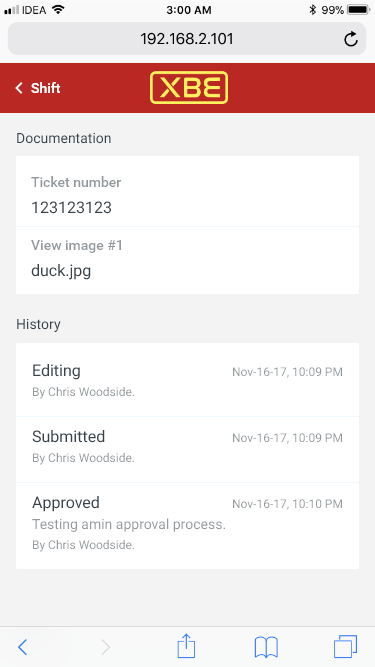 IDEA 3:00 AM 99%
192.168.2.101
Shift XBE
Documentation
Ticket number
123123123
View image #1
duck.jpg
History
Editing Nov-16-17, 10:09 PM
By Chris Woodside.
Submitted Nov-16-17, 10:09 PM
By Chris Woodside.
Approved Nov-16-17, 10:10 PM
Testing amin approval process.
By Chris Woodside.